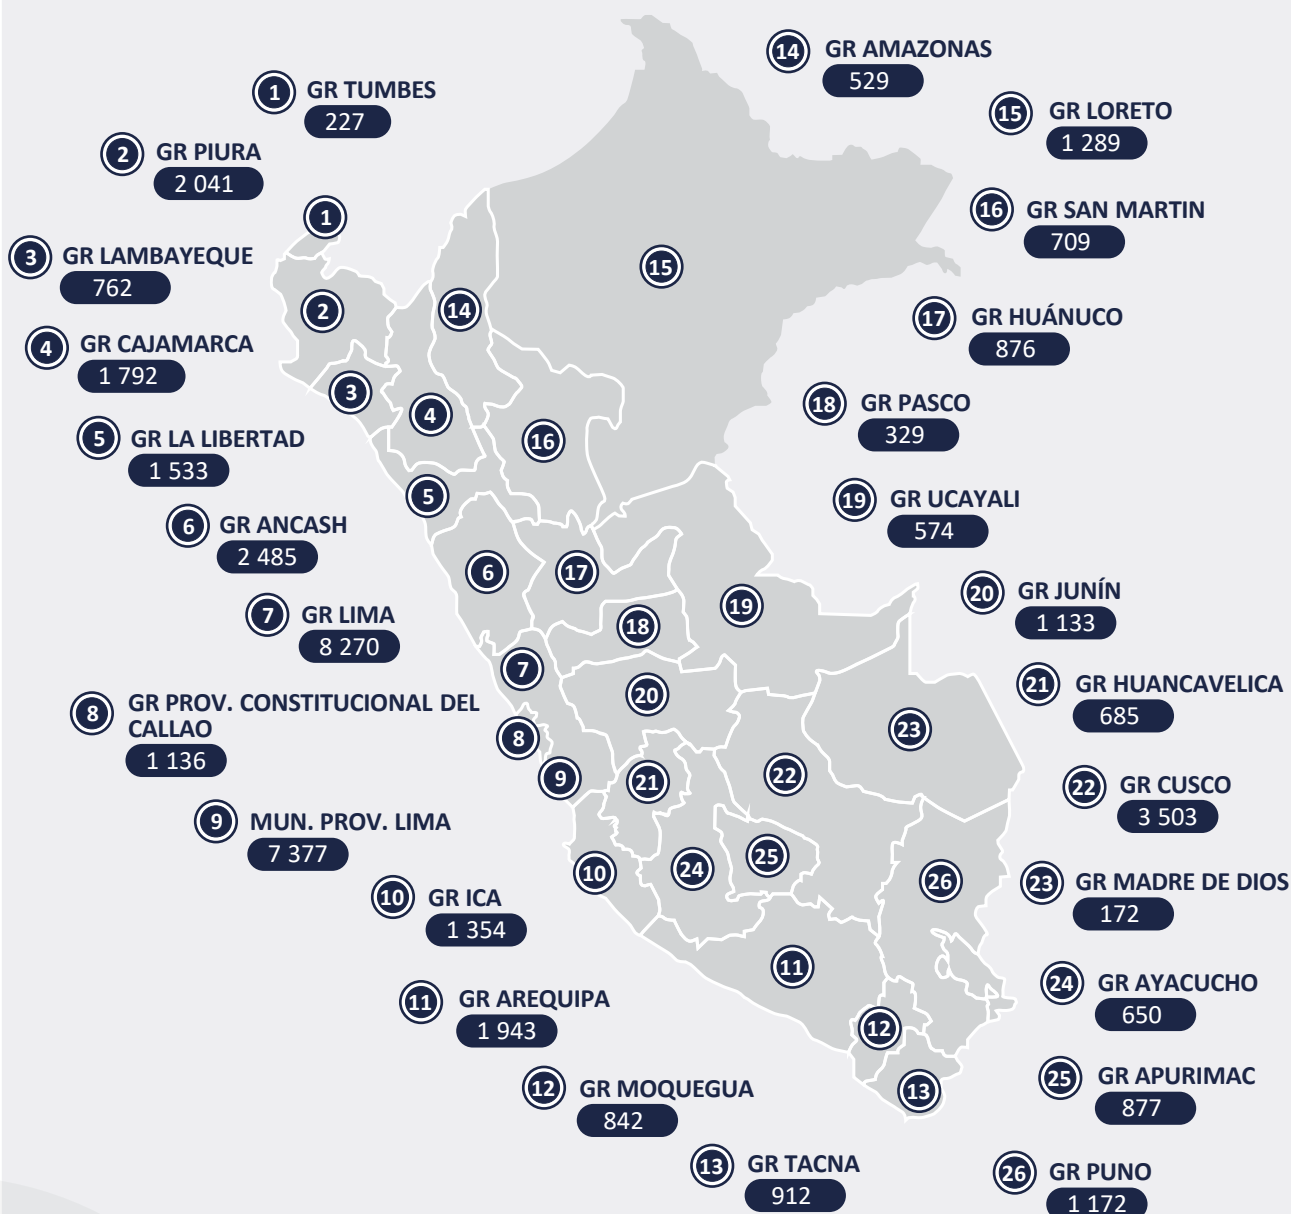 1 GR TUMBES
227
2 GR PIURA
2 041
3 GR LAMBAYEQUE
762
4 GR CAJAMARCA
1 792
5 GR LA LIBERTAD
1 533
6 GR ANCASH
2 485
7 GR LIMA
8 270
8 GR PROV. CONSTITUCIONAL DEL
CALLAO
1 136
9 MUN. PROV. LIMA
7 377
10 GR ICA
1 354
11 GR AREQUIPA
1 943
12 GR MOQUEGUA
842
13 GR TACNA
912
14 GR AMAZONAS
529
15 GR LORETO
1 289
16 GR SAN MARTIN
709
17 GR HUÁNUCO
876
18 GR PASCO
329
19 GR UCAYALI
574
20 GR JUNÍN
1 133
21 GR HUANCAVELICA
685
22 GR CUSCO
3 503
23 GR MADRE DE DIOS
172
24 GR AYACUCHO
650
25 GR APURIMAC
877
26 GR PUNO
1 172
1
15
2
14
3
4
16
5
6
17
19
18
7
20
23
8
22
9
21
25
10
24
26
11
12
13